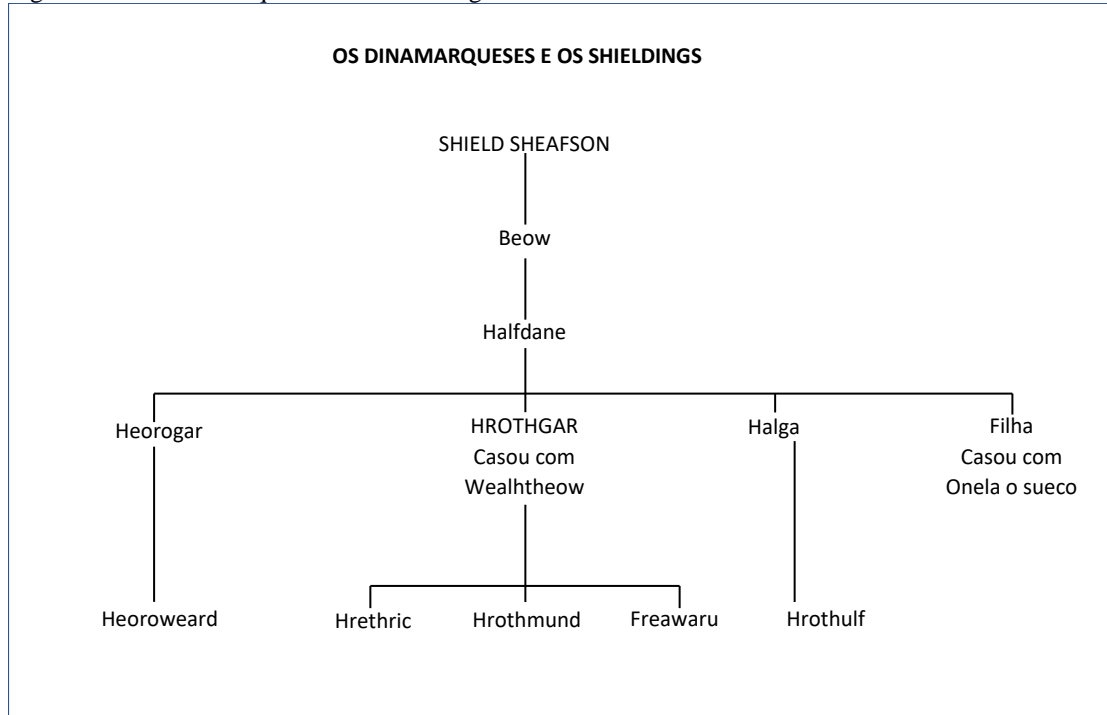 OS DINAMARQUESES E OS SHIELDINGS
SHIELD SHEAFSON
Beow
Halfdane
Heorogar
HROTHGAR
Casou com
Wealhtheow
Halga
Filha
Casou com
Onela o sueco
Heoroweard
Hrethric
Hrothmund
Freawaru
Hrothulf